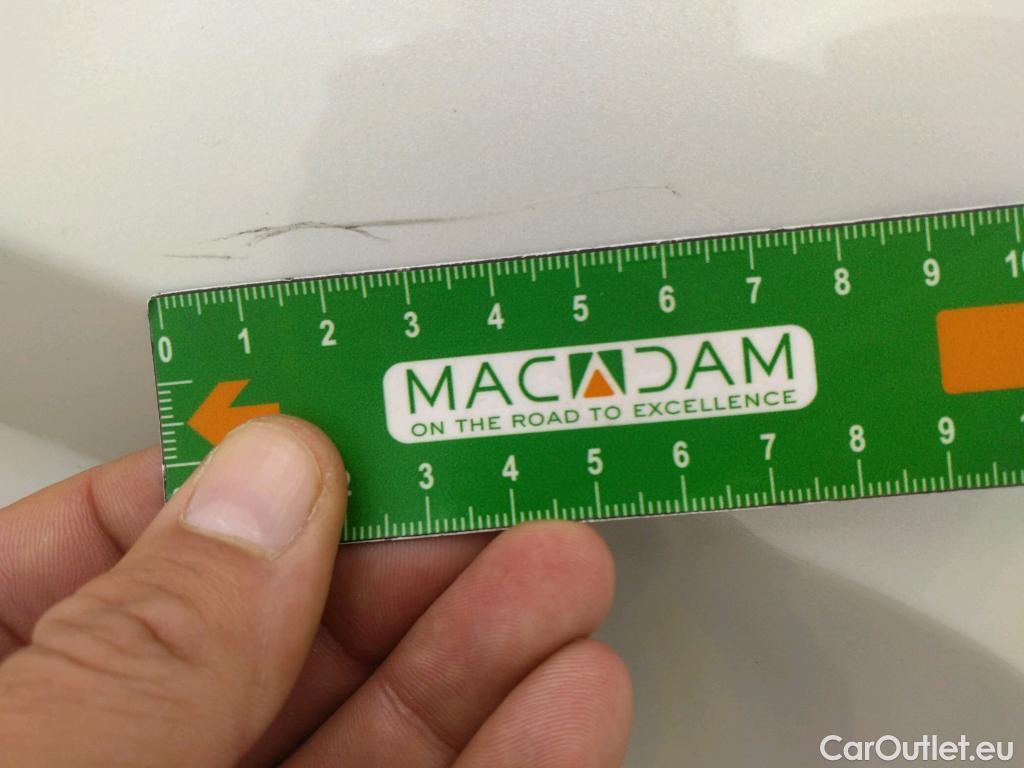 0 1 2 3 4 5 6 7 8 9 10
MACADAM
ON THE ROAD TO EXCELLENCE
3 4 5 6 7 8 9
CarOutlet.eu